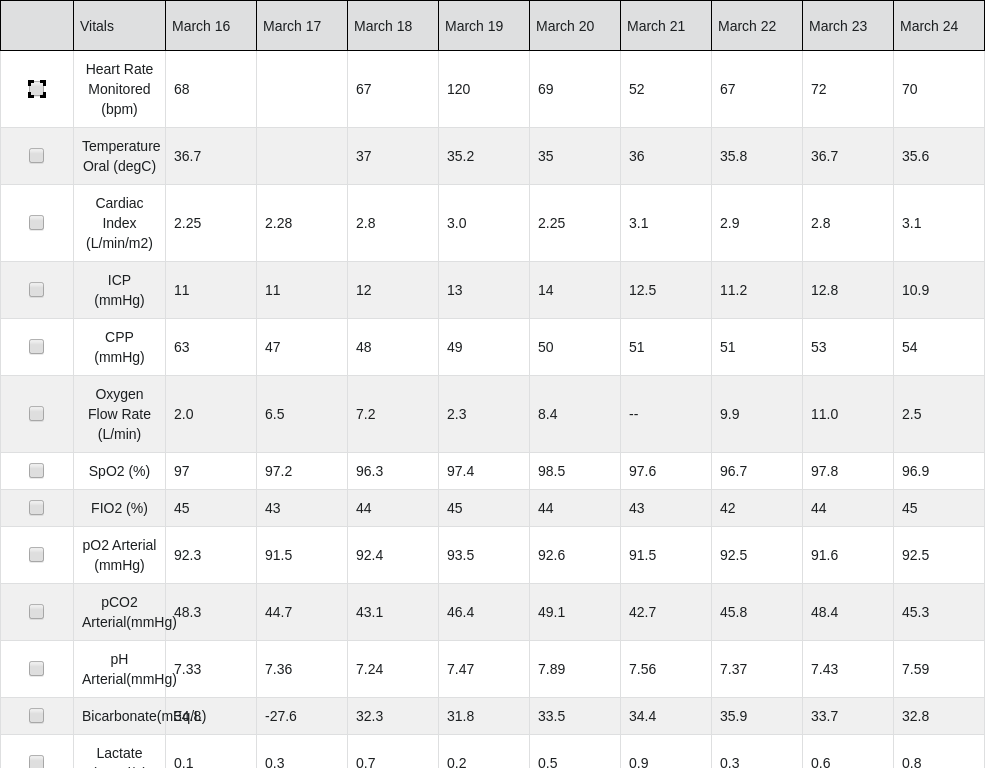 Vitals March 16 March 17 March 18 March 19 March 20 March 21 March 22 March 23 March 24
Heart Rate
Monitored
(bpm)
68 67 120 69 52 67 72 70
Temperature
Oral (degC)
36.7 37 35.2 35 36 35.8 36.7 35.6
Cardiac
Index
(L/min/m2)
2.25 2.28 2.8 3.0 2.25 3.1 2.9 2.8 3.1
ICP
(mmHg)
11 11 12 13 14 12.5 11.2 12.8 10.9
CPP
(mmHg)
63 47 48 49 50 51 51 53 54
Oxygen
Flow Rate
(L/min)
2.0 6.5 7.2 2.3 8.4 -- 9.9 11.0 2.5
SpO2 (%) 97 97.2 96.3 97.4 98.5 97.6 96.7 97.8 96.9
FIO2 (%) 45 43 44 45 44 43 42 44 45
pO2 Arterial
(mmHg)
92.3 91.5 92.4 93.5 92.6 91.5 92.5 91.6 92.5
pCO2
Arterial(mmHg)
48.3 44.7 43.1 46.4 49.1 42.7 45.8 48.4 45.3
pH
Arterial(mmHg)
7.33 7.36 7.24 7.47 7.89 7.56 7.37 7.43 7.59
Bicarbonate(mEq/L) -27.6 32.3 31.8 33.5 34.4 35.9 33.7 32.8
Lactate
0.1 0.3 0.7 0.2 0.5 0.9 0.3 0.6 0.8